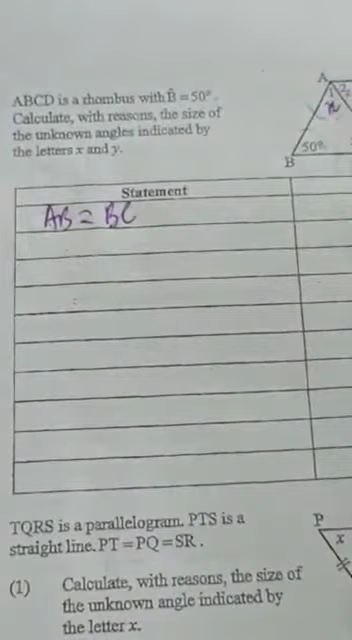 ABCD is a rhombus with B̂ = 50°.
Calculate, with reasons, the size of
the unknown angles indicated by
the letters x and y.
A
1 2
x
50°
B
Statement
AB = BC
TQRS is a parallelogram. PTS is a
straight line. PT = PQ = SR.
P
x
(1) Calculate, with reasons, the size of
the unknown angle indicated by
the letter x.